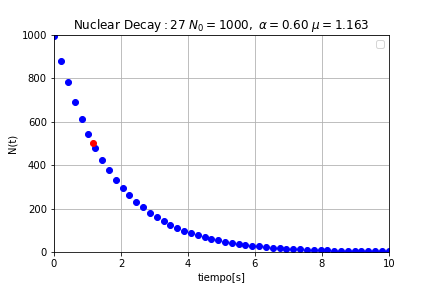 Nuclear Decay : 27 N₀ = 1000, α = 0.60 μ = 1.163
N(t)
1000
800
600
400
200
0
0 2 4 6 8 10
tiempo[s]